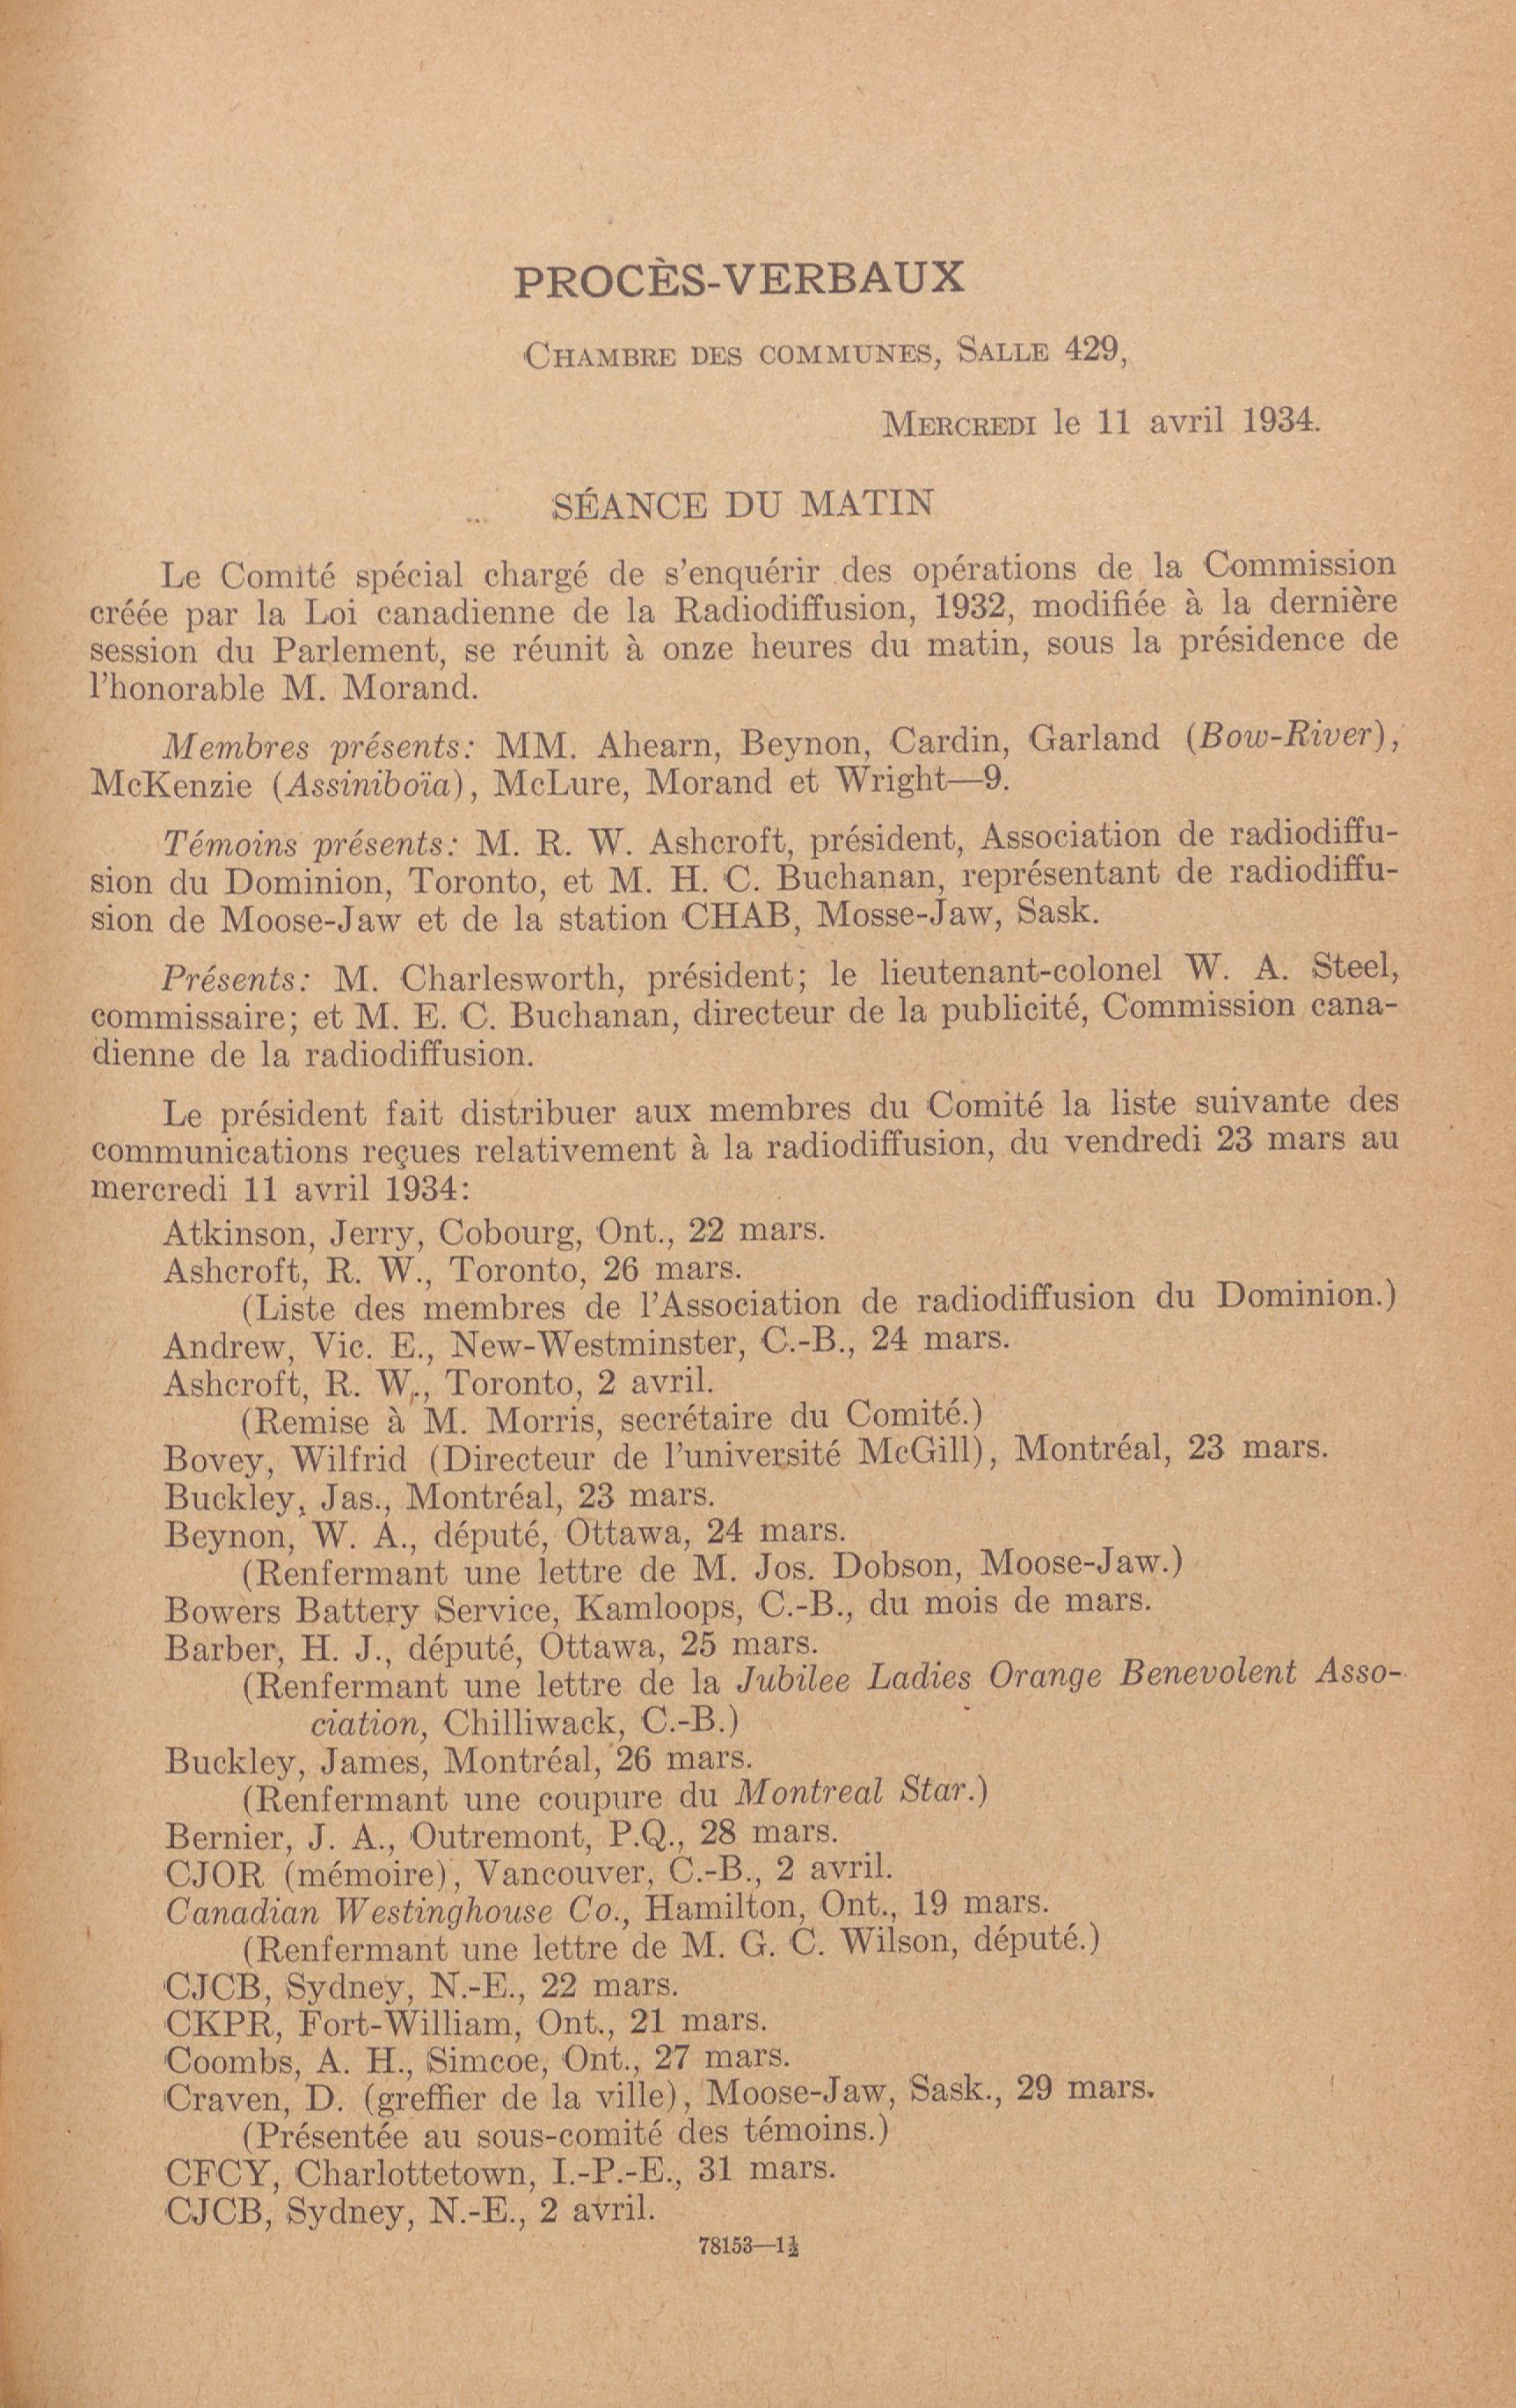 PROCÈS-VERBAUX
CHAMBRE DES COMMUNES, SALLE 429,
MERCREDI le 11 avril 1934.
SÉANCE DU MATIN
Le Comité spécial chargé de s'enquérir des opérations de la Commission
créée par la Loi canadienne de la Radiodiffusion, 1932, modifiée à la dernière
session du Parlement, se réunit à onze heures du matin, sous la présidence de
l'honorable M. Morand.
Membres présents: MM. Ahearn, Beynon, Cardin, Garland (Bow-River),
McKenzie (Assiniboïa), McLure, Morand et Wright—9.
Témoins présents: M. R. W. Ashcroft, président, Association de radiodiffu-
sion du Dominion, Toronto, et M. H. C. Buchanan, représentant de radiodiffu-
sion de Moose-Jaw et de la station CHAB, Mosse-Jaw, Sask.
Présents: M. Charlesworth, président; le lieutenant-colonel W. A. Steel,
commissaire; et M. E. C. Buchanan, directeur de la publicité, Commission cana-
dienne de la radiodiffusion.
Le président fait distribuer aux membres du Comité la liste suivante des
communications reçues relativement à la radiodiffusion, du vendredi 23 mars au
mercredi 11 avril 1934:
Atkinson, Jerry, Cobourg, Ont., 22 mars.
Ashcroft, R. W., Toronto, 26 mars.
(Liste des membres de l'Association de radiodiffusion du Dominion.)
Andrew, Vic. E., New-Westminster, C.-B., 24 mars.
Ashcroft, R. W., Toronto, 2 avril.
(Remise à M. Morris, secrétaire du Comité.)
Bovey, Wilfrid (Directeur de l'université McGill), Montréal, 23 mars.
Buckley, Jas., Montréal, 23 mars.
Beynon, W. A., député, Ottawa, 24 mars.
(Renfermant une lettre de M. Jos. Dobson, Moose-Jaw.)
Bowers Battery Service, Kamloops, C.-B., du mois de mars.
Barber, H. J., député, Ottawa, 25 mars.
(Renfermant une lettre de la Jubilee Ladies Orange Benevolent Asso-
ciation, Chilliwack, C.-B.)
Buckley, James, Montréal, 26 mars.
(Renfermant une coupure du Montreal Star.)
Bernier, J. A., Outremont, P.Q., 28 mars.
CJOR (mémoire), Vancouver, C.-B., 2 avril.
Canadian Westinghouse Co., Hamilton, Ont., 19 mars.
(Renfermant une lettre de M. G. C. Wilson, député.)
CJCB, Sydney, N.-E., 22 mars.
CKPR, Fort-William, Ont., 21 mars.
Coombs, A. H., Simcoe, Ont., 27 mars.
Craven, D. (greffier de la ville), Moose-Jaw, Sask., 29 mars.
(Présentée au sous-comité des témoins.)
CFCY, Charlottetown, I.-P.-E., 31 mars.
CJCB, Sydney, N.-E., 2 avril.
78153—1½